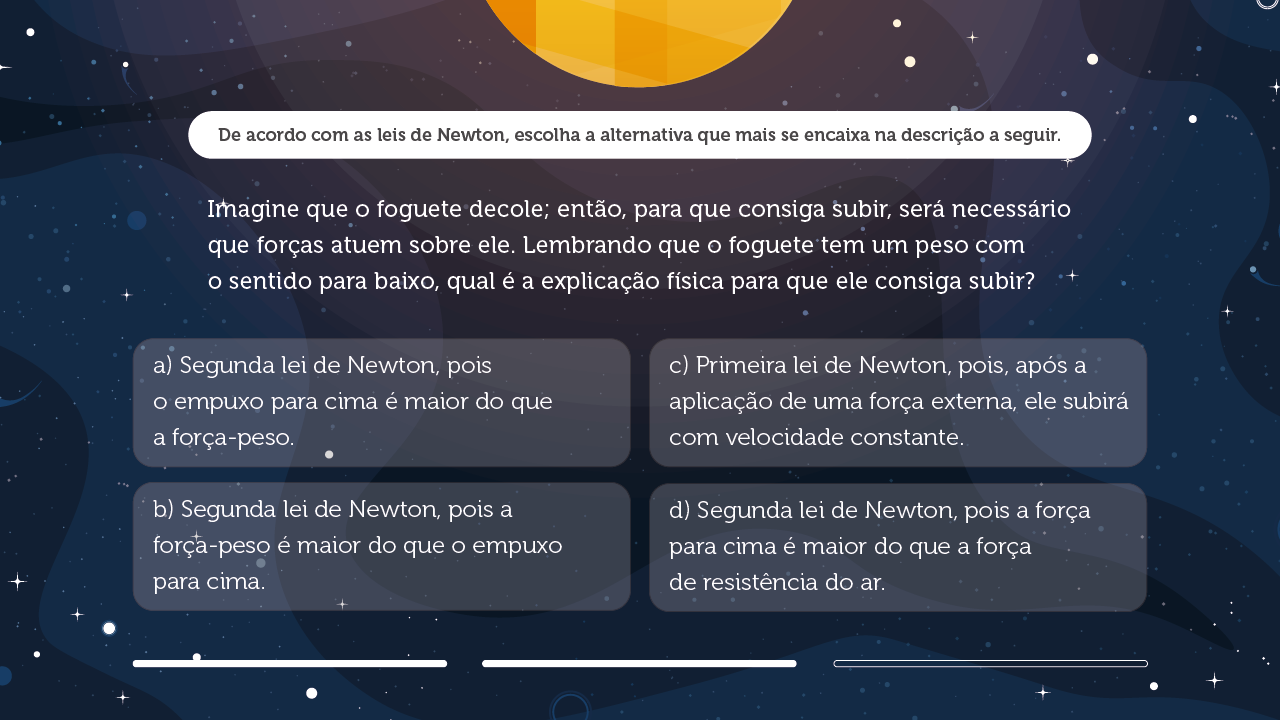 De acordo com as leis de Newton, escolha a alternativa que mais se encaixa na descrição a seguir.
Imagine que o foguete decole; então, para que consiga subir, será necessário
que forças atuem sobre ele. Lembrando que o foguete tem um peso com
o sentido para baixo, qual é a explicação física para que ele consiga subir?
a) Segunda lei de Newton, pois
o empuxo para cima é maior do que
a força-peso.
b) Segunda lei de Newton, pois a
força-peso é maior do que o empuxo
para cima.
c) Primeira lei de Newton, pois, após a
aplicação de uma força externa, ele subirá
com velocidade constante.
d) Segunda lei de Newton, pois a força
para cima é maior do que a força
de resistência do ar.